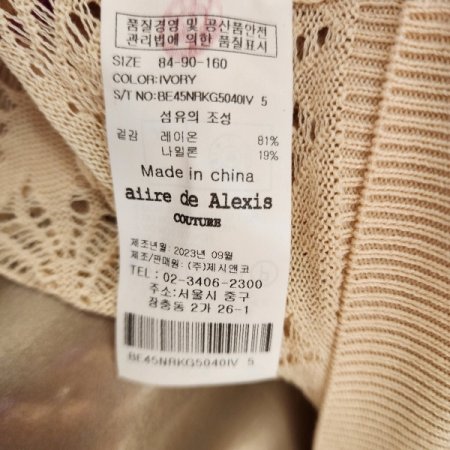 품질경영 및 공산품안전
관리법에 의한 품질표시
SIZE 84-90-160
COLOR:IVORY
S/T NO:BE45NRKG5040IV 5
섬유의 조성
겉감 레이온 81%
나일론 19%
Made in china
aiire de Alexis
COUTURE
제조년월: 2023년 09월
제조/판매원: (주)제시앤코
TEL: 02-3406-2300
주소:서울시 중구
장충동 2가 26-1
BE45NRKG5040IV 5